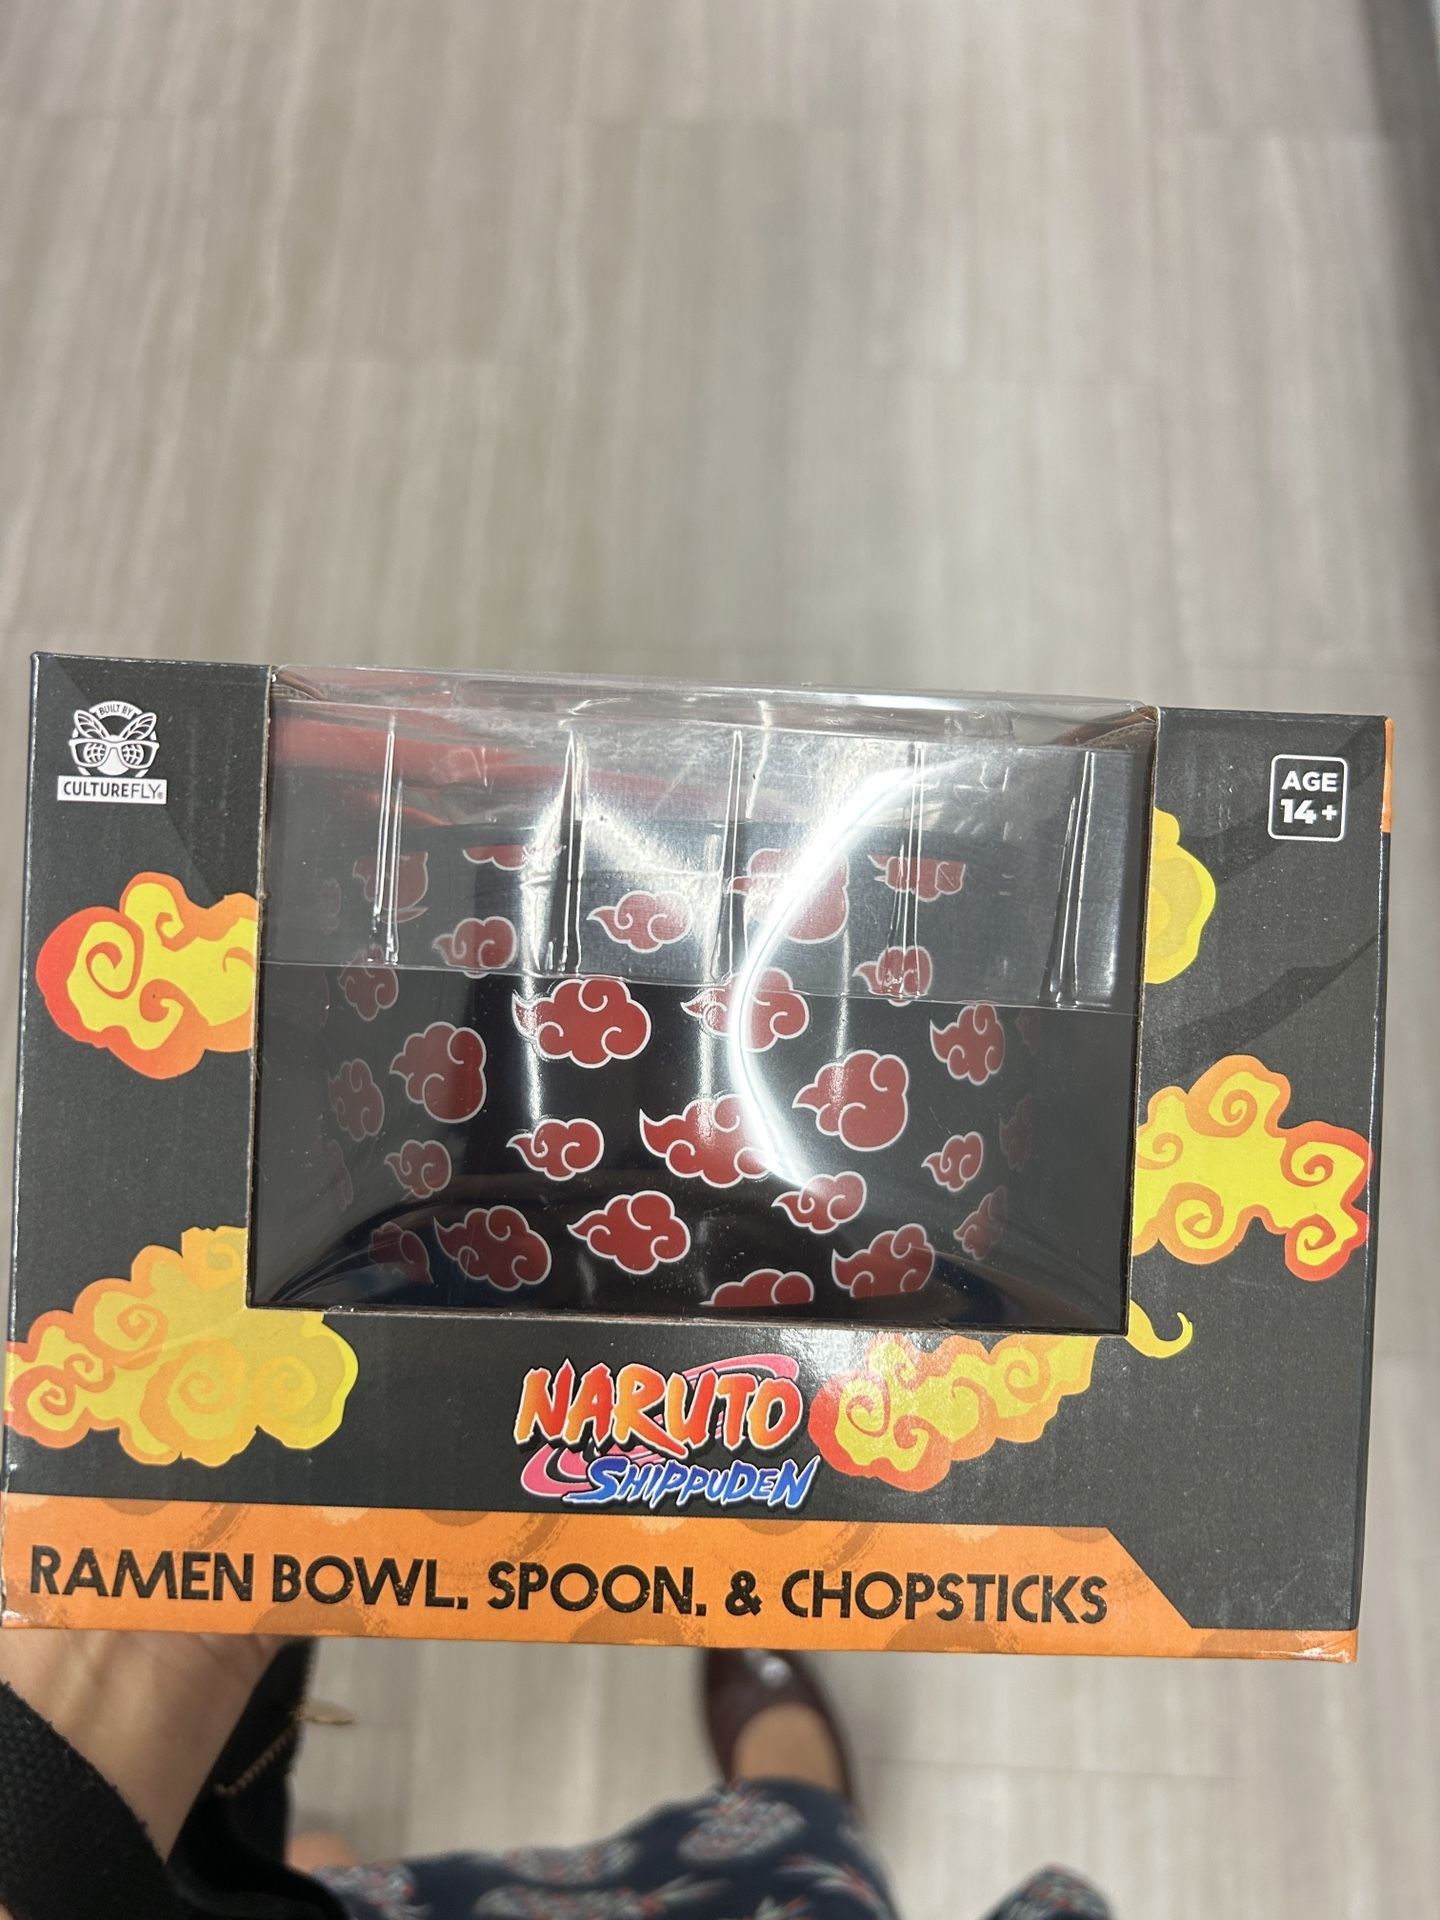 BUILT BY
CULTUREFLY®
AGE
14+
NARUTO
SHIPPUDEN
RAMEN BOWL, SPOON, & CHOPSTICKS